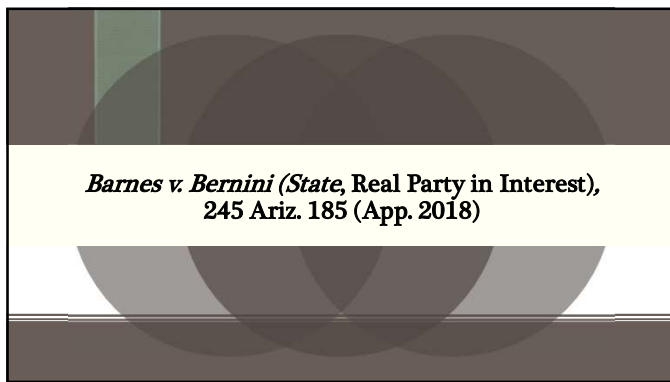 Barnes v. Bernini (State, Real Party in Interest),
245 Ariz. 185 (App. 2018)